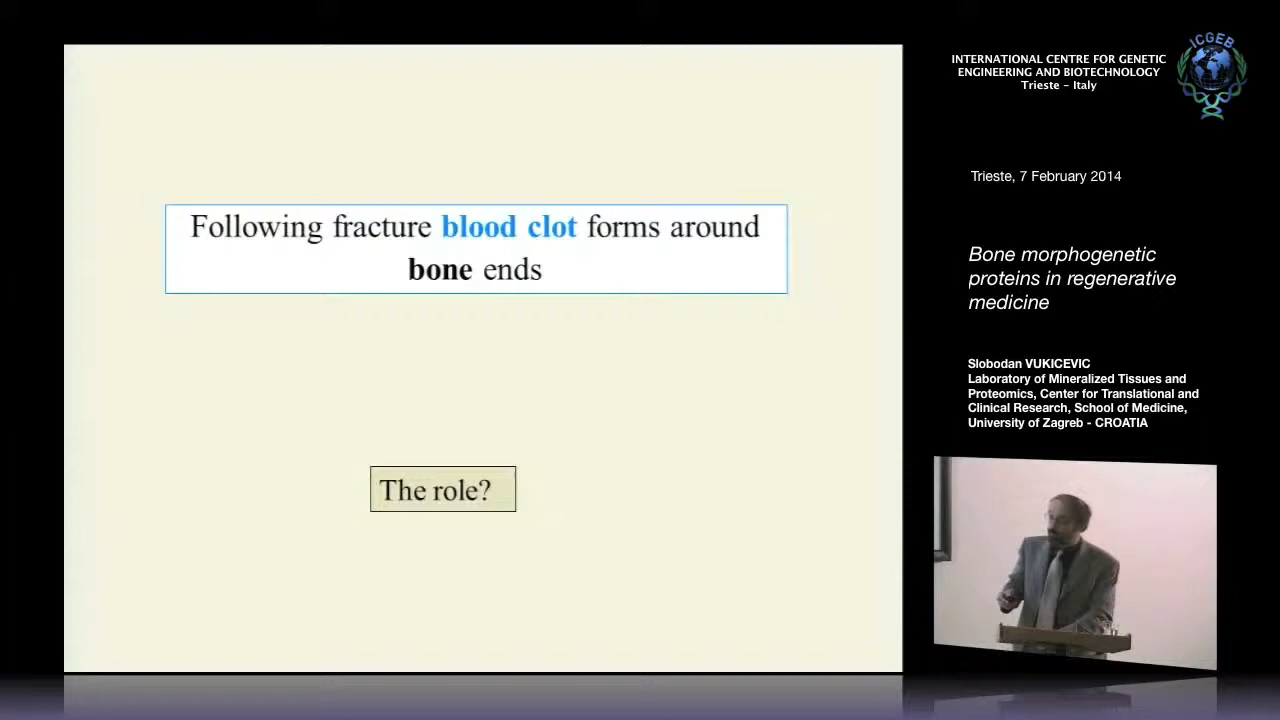 Following fracture blood clot forms around
bone ends
The role?
INTERNATIONAL CENTRE FOR GENETIC
ENGINEERING AND BIOTECHNOLOGY
Trieste – Italy
ICGEB
Trieste, 7 February 2014
Bone morphogenetic
proteins in regenerative
medicine
Slobodan VUKICEVIC
Laboratory of Mineralized Tissues and
Proteomics, Center for Translational and
Clinical Research, School of Medicine,
University of Zagreb - CROATIA